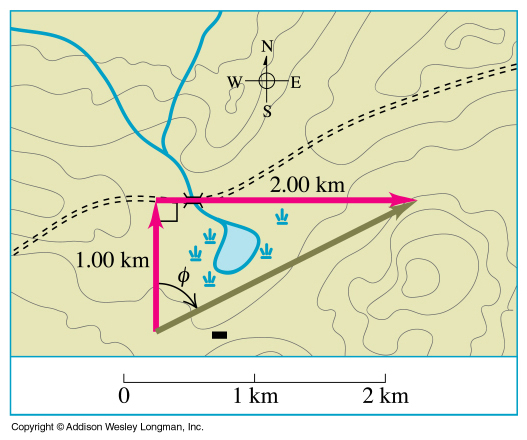 N
W E
S
2.00 km
1.00 km
ϕ
0 1 km 2 km
Copyright © Addison Wesley Longman, Inc.